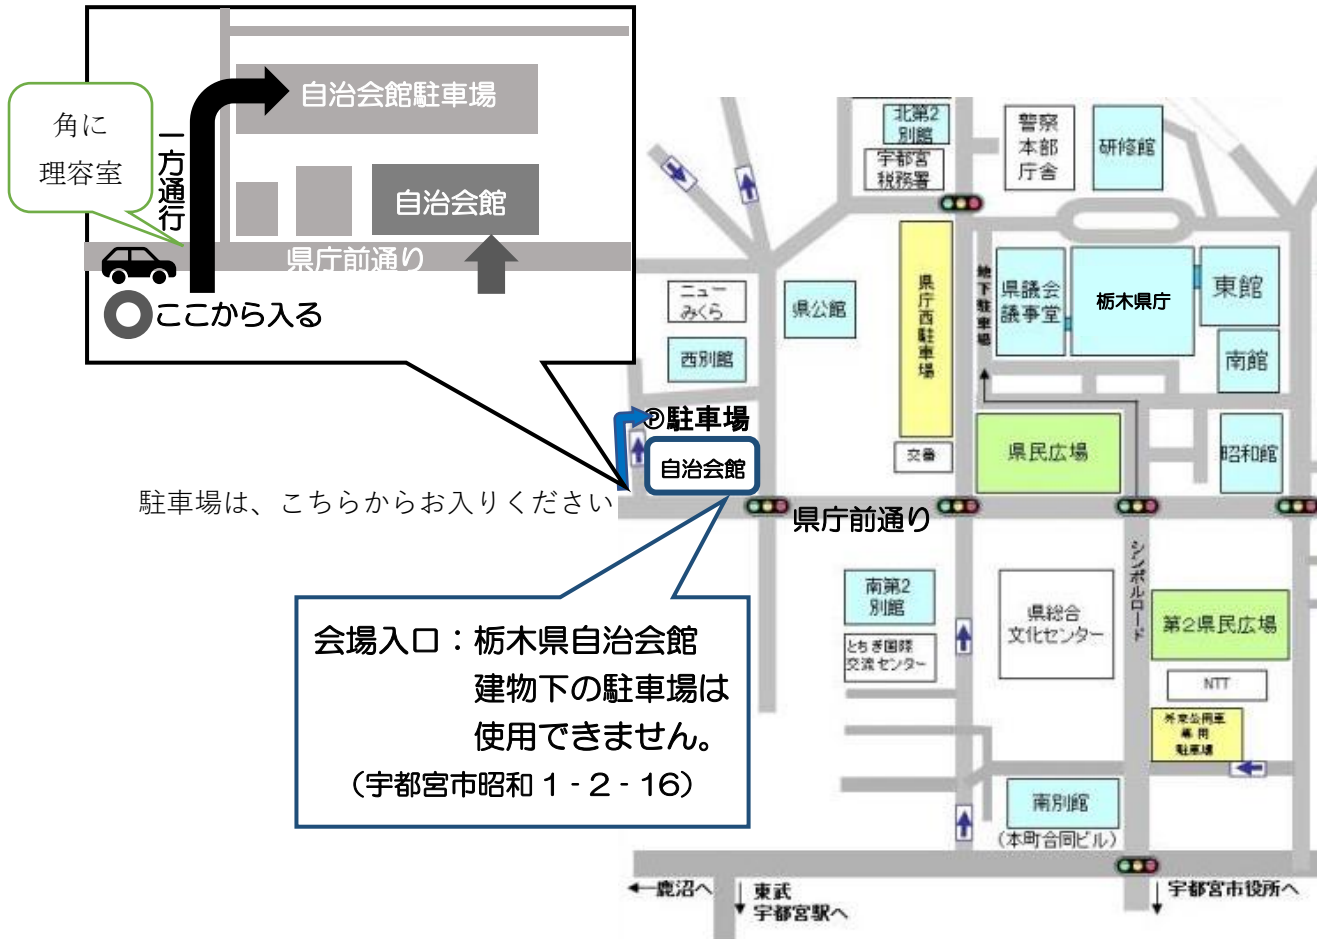 自治会館駐車場
角に
理容室
一方通行
自治会館
県庁前通り
ここから入る
北第2
別館
宇都宮
税務署
警察
本部
庁舎
研修館
ニュー
みくら
西別館
県公館
県庁西駐車場
地下駐車場
県議会
議事堂
栃木県庁
東館
南館
Ⓟ駐車場
自治会館
交番
県民広場
昭和館
駐車場は、こちらからお入りください
県庁前通り
シンボルロード
会場入口：栃木県自治会館
建物下の駐車場は
使用できません。
（宇都宮市昭和 1 - 2 - 16）
南第2
別館
とちぎ国際
交流センター
県総合
文化センター
第2県民広場
NTT
外来公用車
専用
駐車場
南別館
(本町合同ビル)
←鹿沼へ
東武
宇都宮駅へ
宇都宮市役所へ